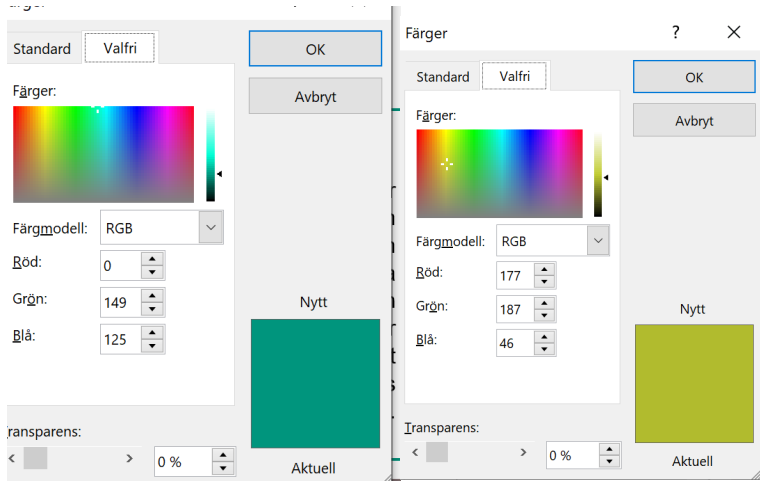 Standard
Valfri
OK
Avbryt
Färger:
Färgmodell:
RGB
Röd:
0
Grön:
149
Blå:
125
Nytt
ransparens:
0 %
Aktuell
Färger
?
Standard
Valfri
OK
Avbryt
Färger:
Färgmodell:
RGB
Röd:
177
Grön:
187
Blå:
46
Nytt
Transparens:
0 %
Aktuell